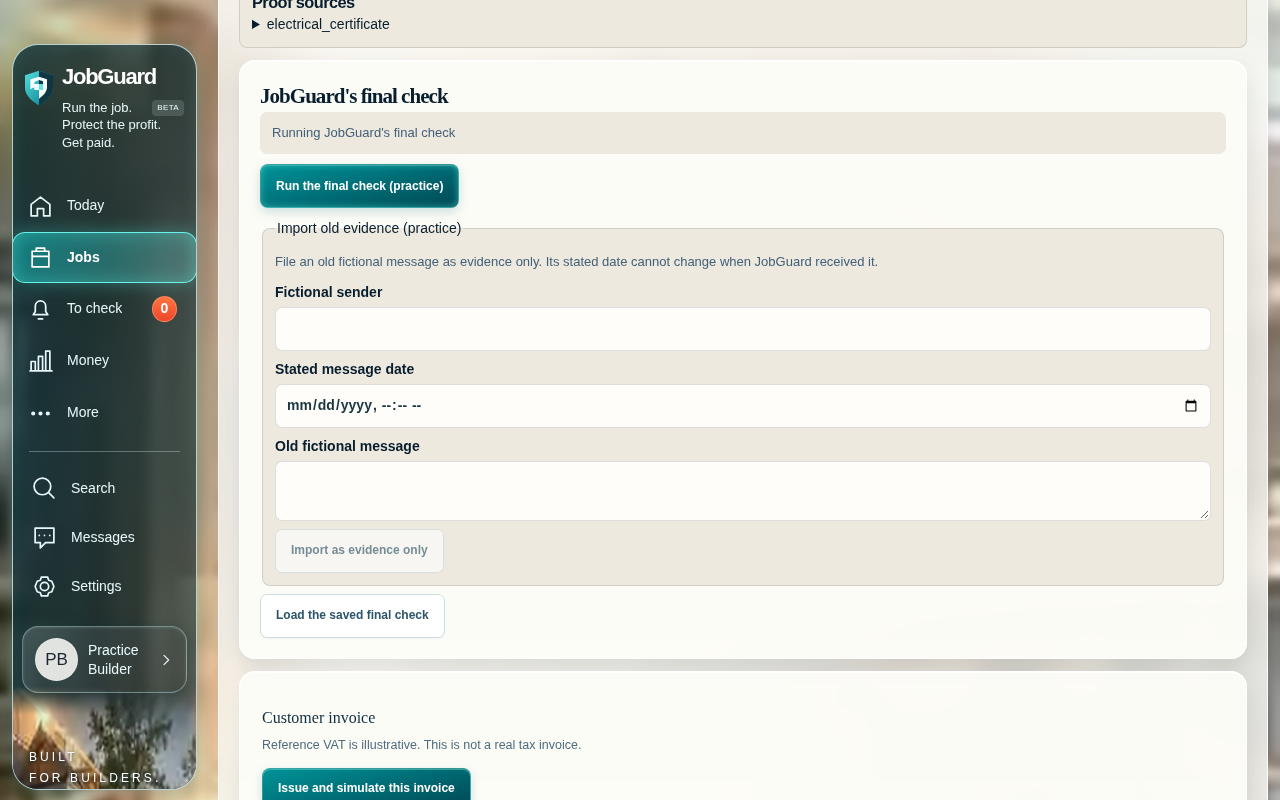 Proof sources
electrical_certificate
JobGuard
Run the job.
BETA
Protect the profit.
Get paid.
Today
Jobs
To check
0
Money
More
Search
Messages
Settings
PB
Practice
Builder
BUILT
FOR BUILDERS.
JobGuard's final check
Running JobGuard's final check
Run the final check (practice)
Import old evidence (practice)
File an old fictional message as evidence only. Its stated date cannot change when JobGuard received it.
Fictional sender
Stated message date
mm/dd/yyyy, --:-- --
Old fictional message
Import as evidence only
Load the saved final check
Customer invoice
Reference VAT is illustrative. This is not a real tax invoice.
Issue and simulate this invoice